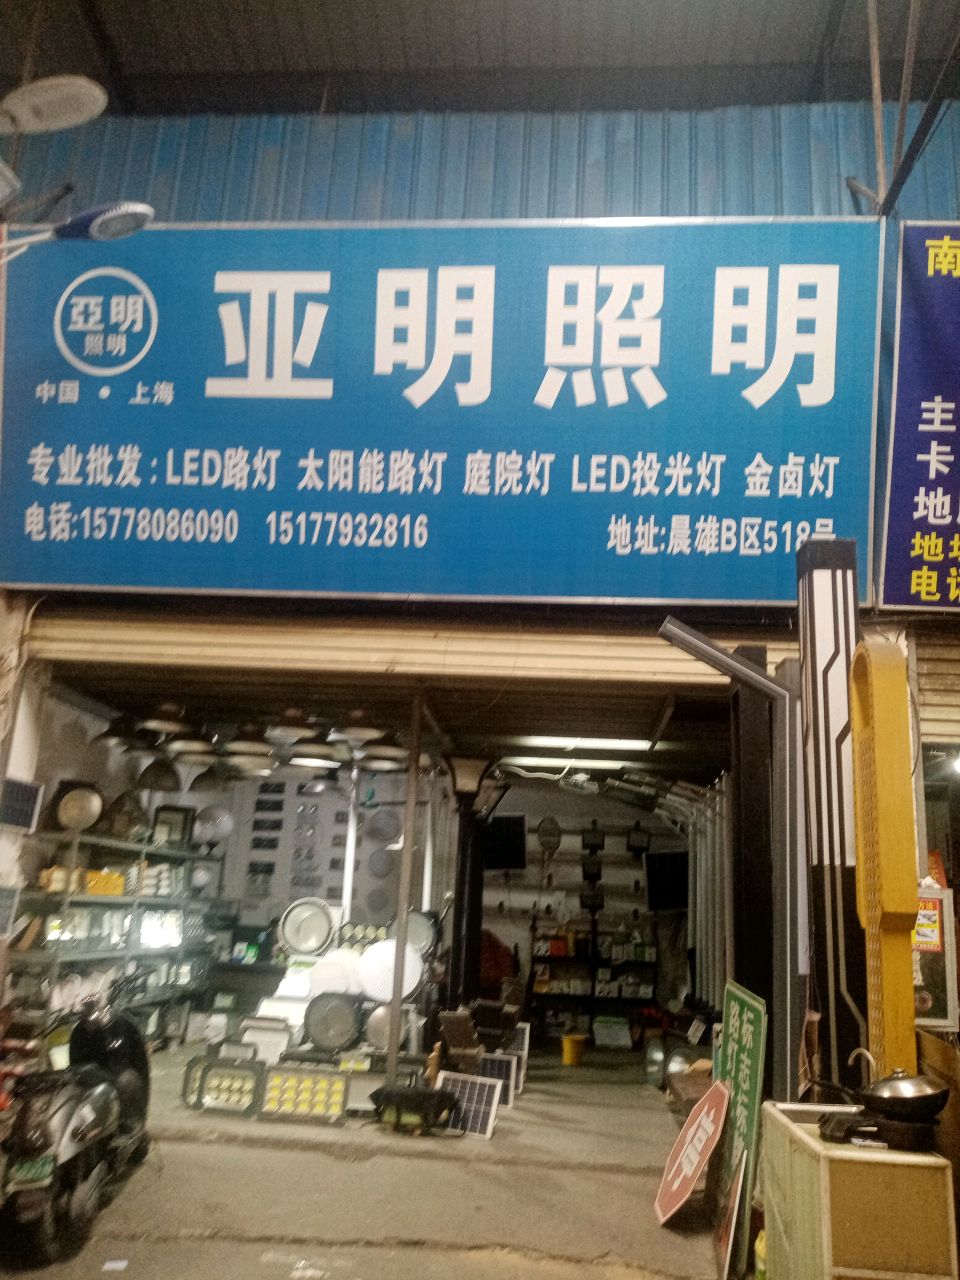 亚明照明
亞明
照明
中国·上海
专业批发:LED路灯 太阳能路灯 庭院灯 LED投光灯 金卤灯
电话:15778086090 15177932816 地址:晨雄B区518号
南
主
卡
地
地址
电话